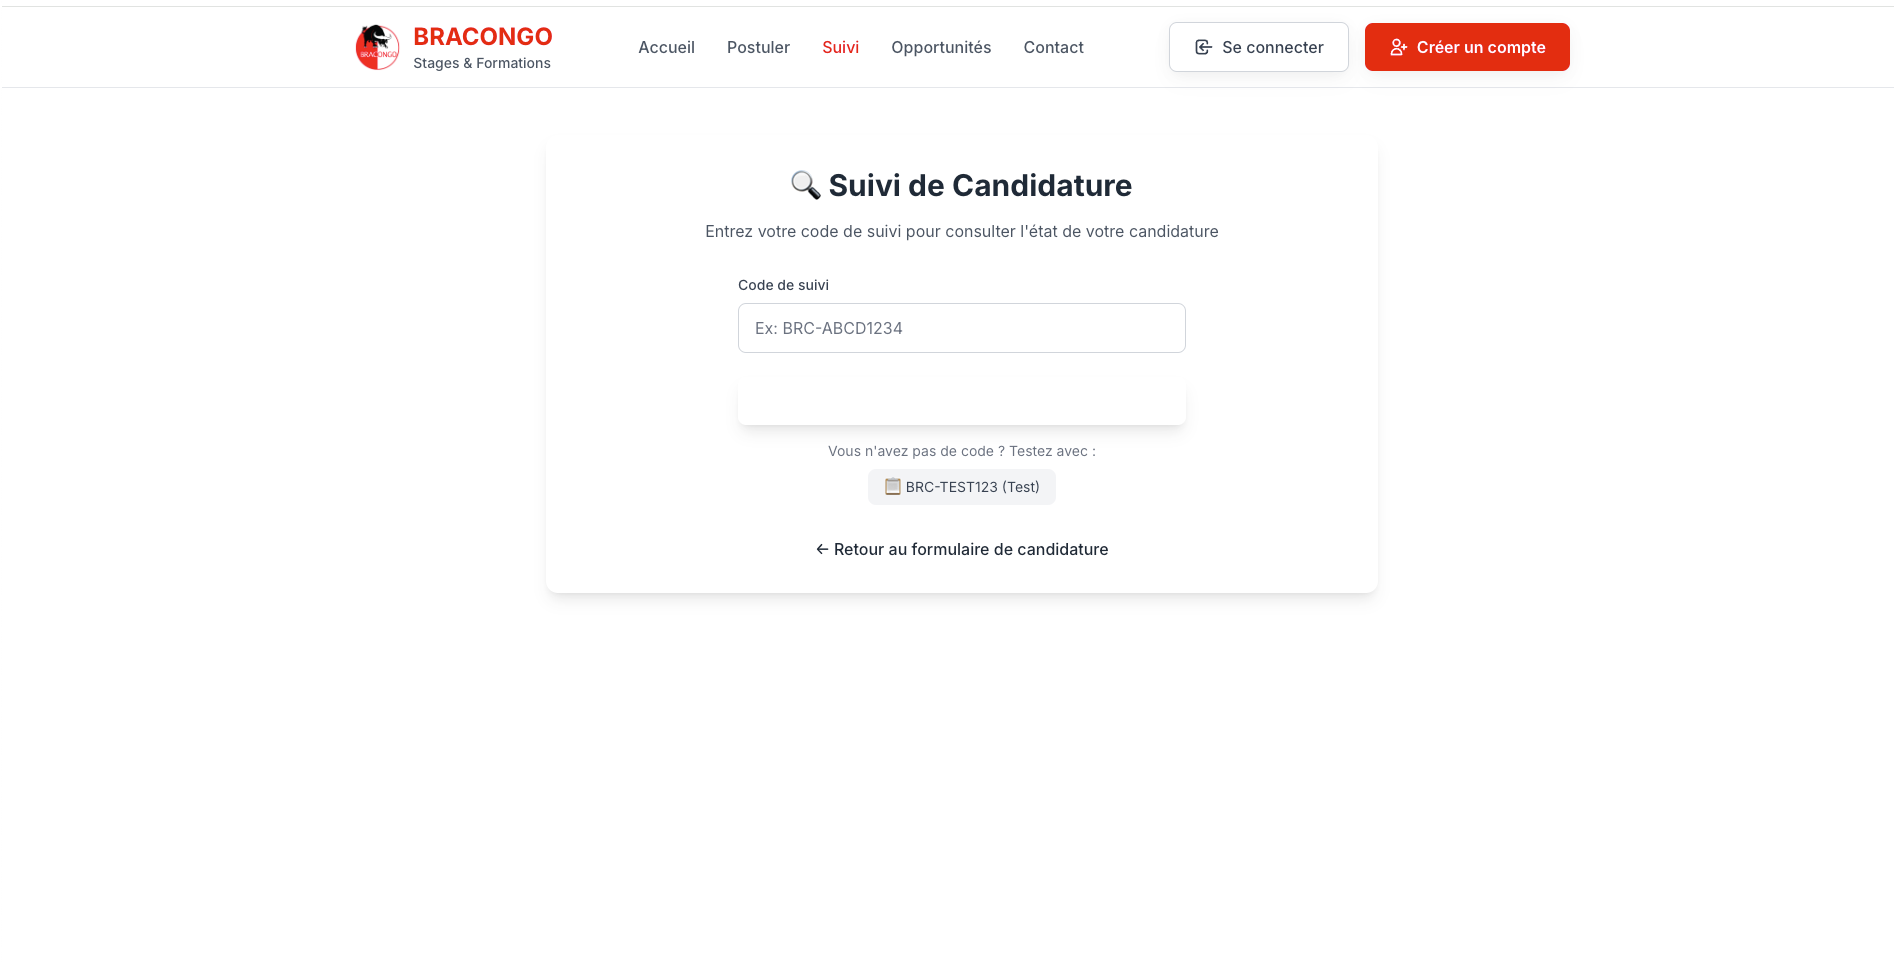 BRACONGO
BRACONGO
Stages & Formations
Accueil
Postuler
Suivi
Opportunités
Contact
Se connecter
Créer un compte
🔍 Suivi de Candidature
Entrez votre code de suivi pour consulter l'état de votre candidature
Code de suivi
Ex: BRC-ABCD1234
Vous n'avez pas de code ? Testez avec :
📋 BRC-TEST123 (Test)
← Retour au formulaire de candidature